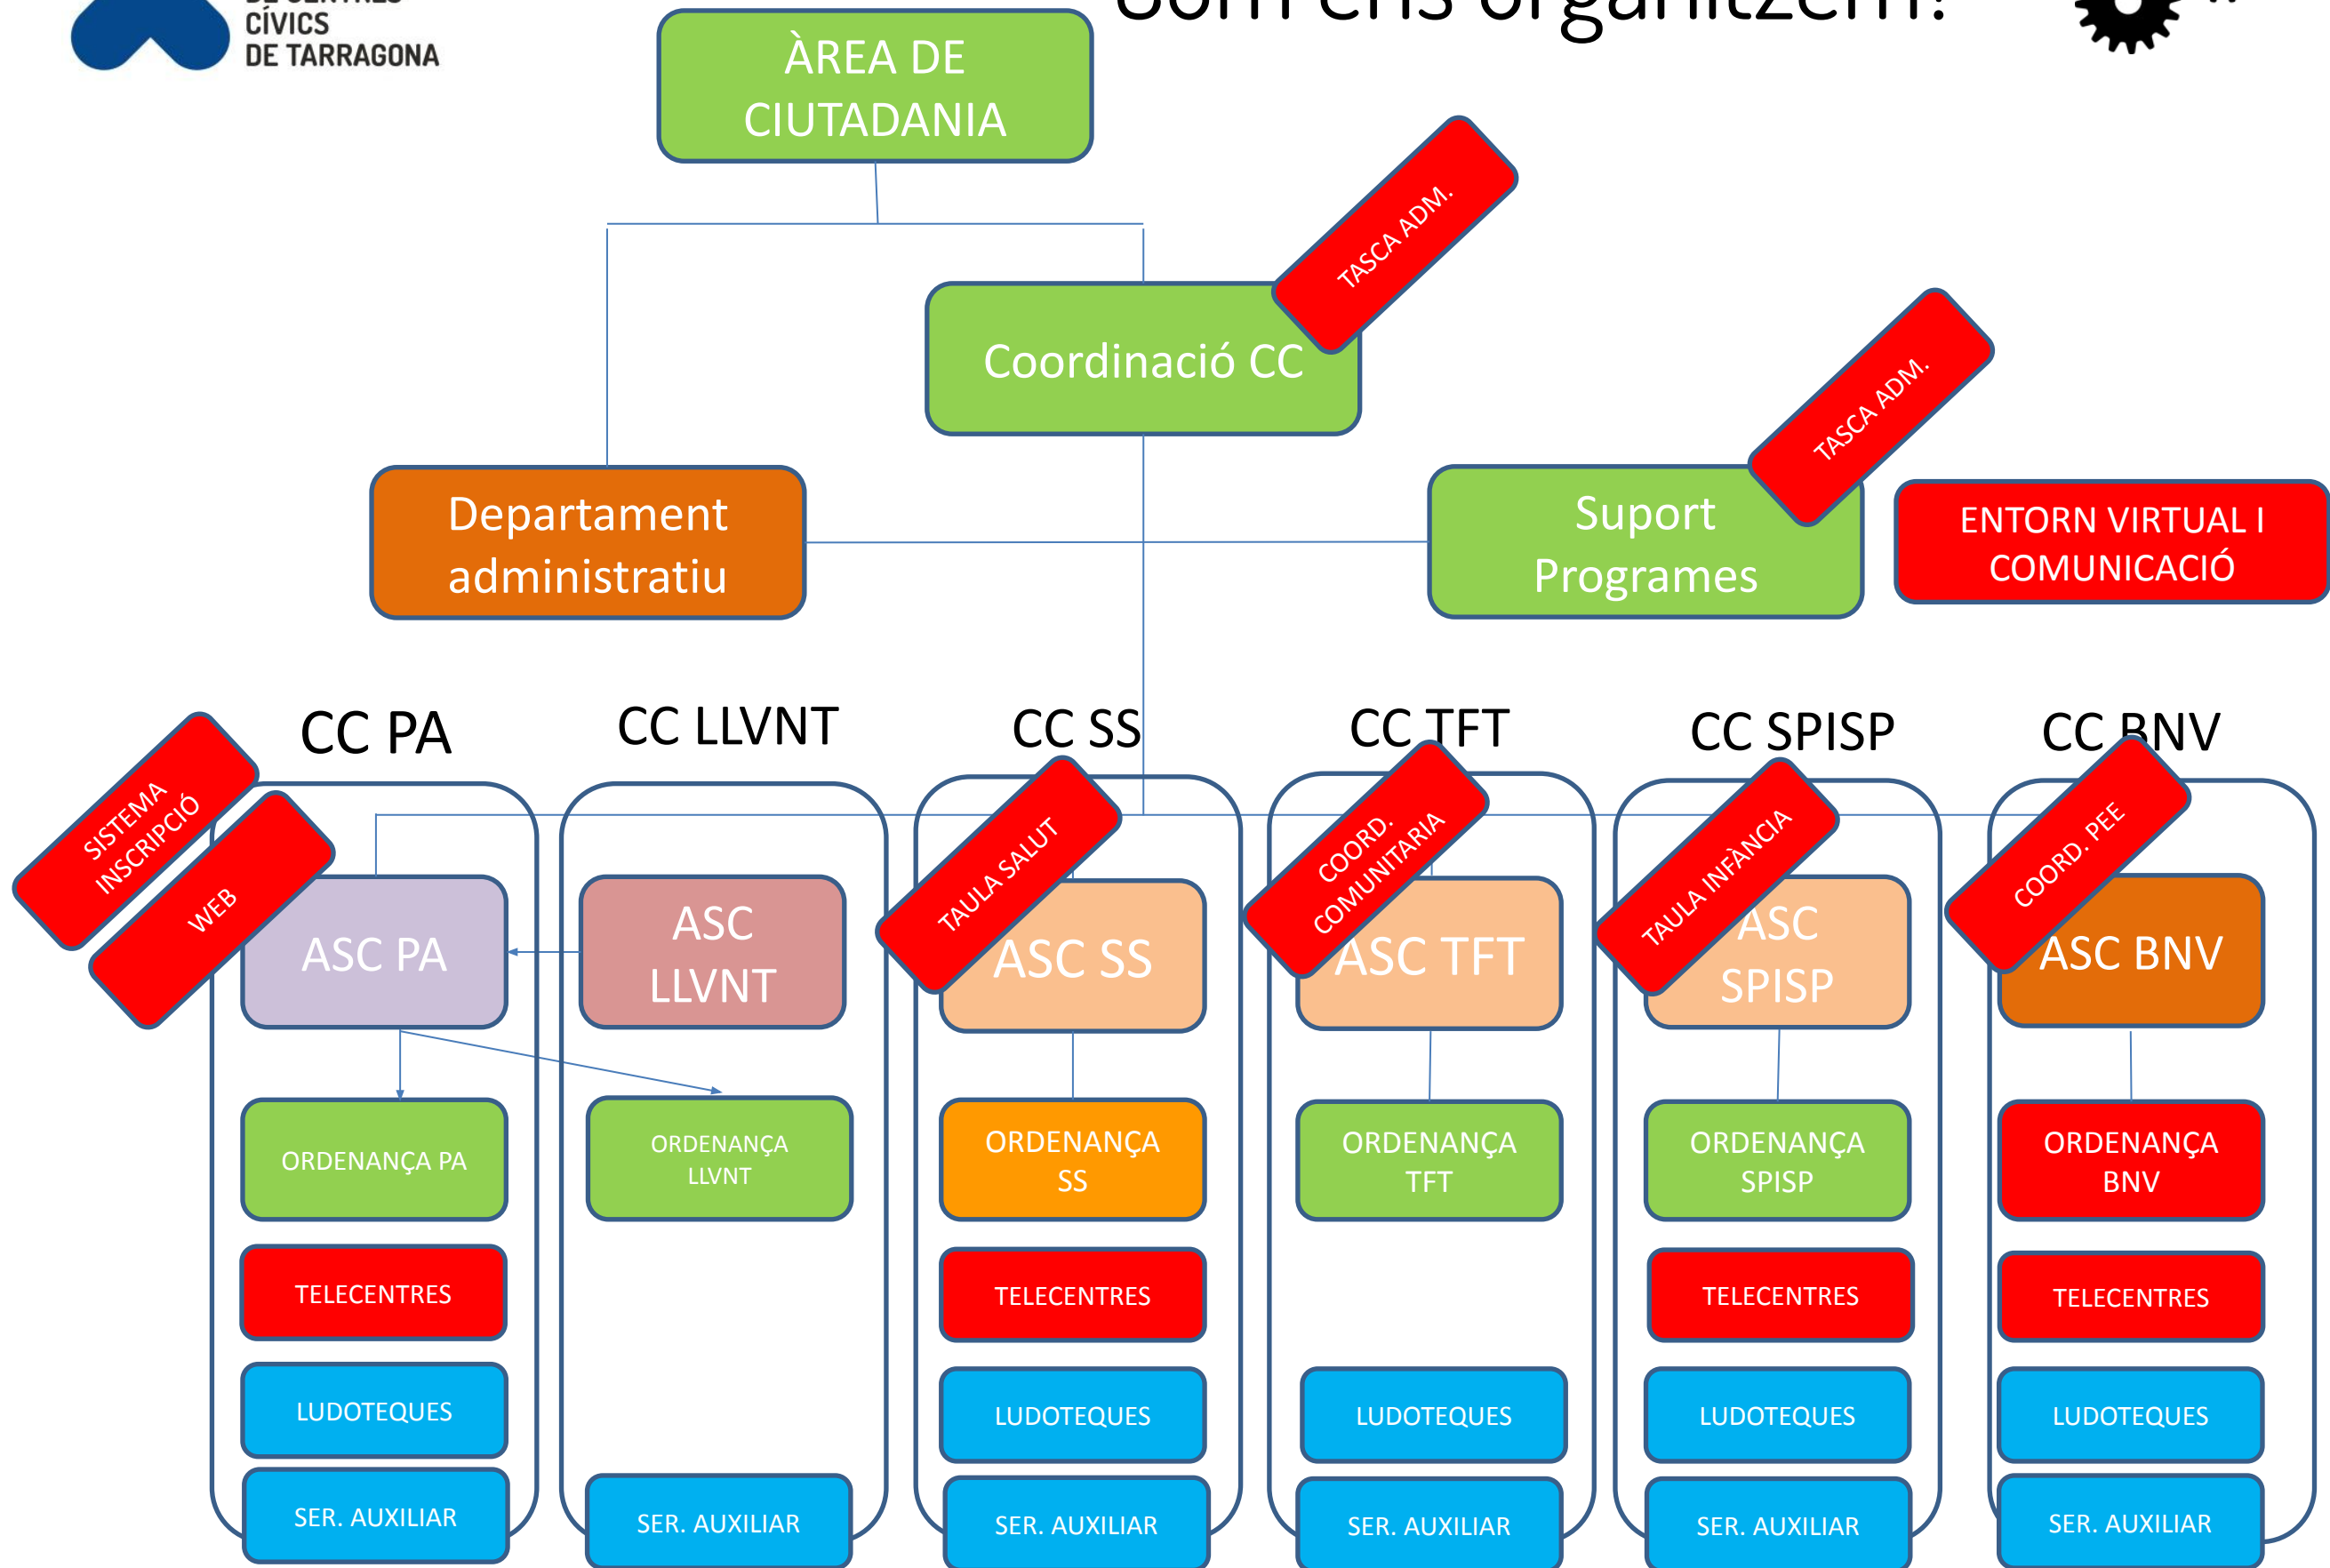 CÍVICS
DE TARRAGONA
ens organitzem?
ÀREA DE
CIUTADANIA
TASCA ADM.
Coordinació CC
TASCA ADM.
Departament
administratiu
Suport
Programes
ENTORN VIRTUAL I
COMUNICACIÓ
CC PA
CC LLVNT
CC SS
CC TFT
CC SPISP
CC BNV
SISTEMA
INSCRIPCIÓ
WEB
TAULA SALUT
COORD.
COMUNITARIA
TAULA INFÀNCIA
COORD. PEE
ASC PA
ASC
LLVNT
ASC SS
ASC TFT
ASC
SPISP
ASC BNV
ORDENANÇA PA
ORDENANÇA
LLVNT
ORDENANÇA
SS
ORDENANÇA
TFT
ORDENANÇA
SPISP
ORDENANÇA
BNV
TELECENTRES
TELECENTRES
TELECENTRES
TELECENTRES
LUDOTEQUES
LUDOTEQUES
LUDOTEQUES
LUDOTEQUES
LUDOTEQUES
SER. AUXILIAR
SER. AUXILIAR
SER. AUXILIAR
SER. AUXILIAR
SER. AUXILIAR
SER. AUXILIAR